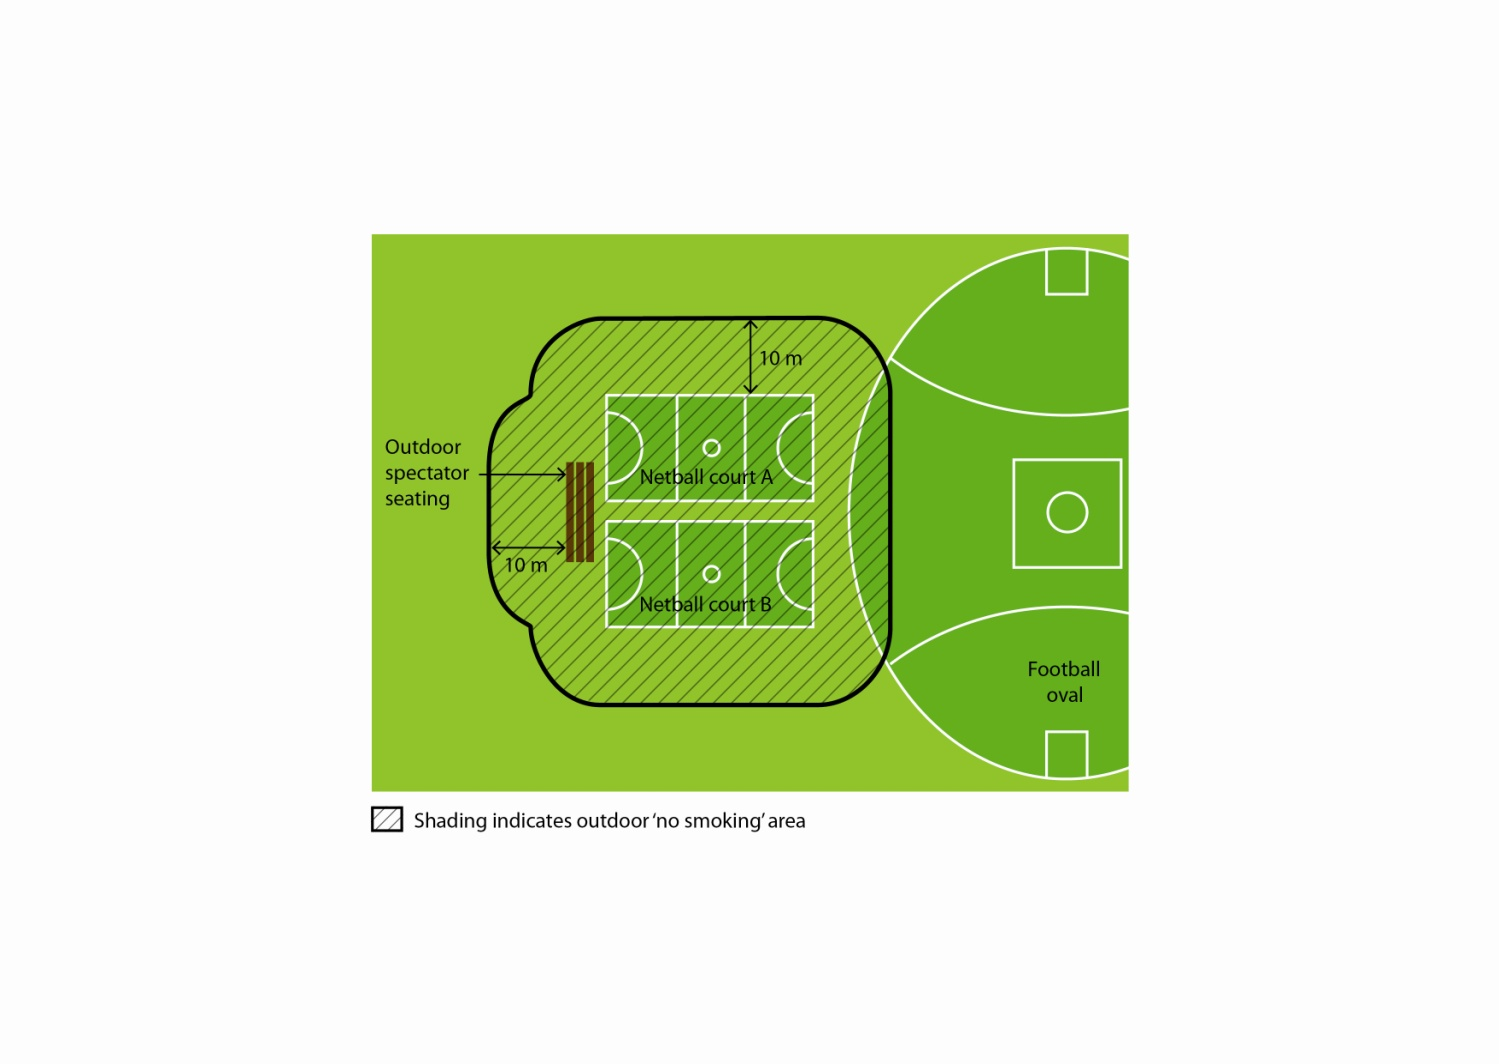 10 m
Outdoor
spectator
seating
Netball court A
10 m
Netball court B
Football
oval
Shading indicates outdoor ‘no smoking’ area